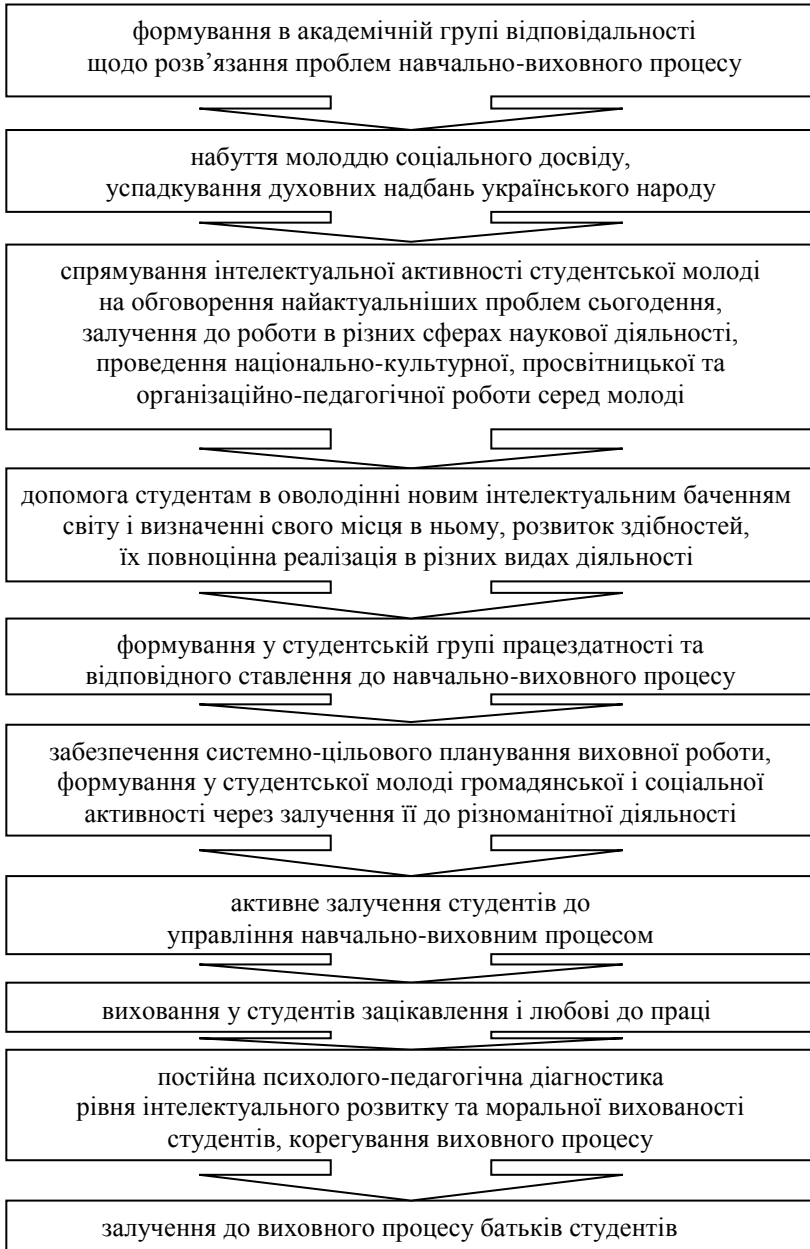 формування в академічній групі відповідальності
щодо розв’язання проблем навчально-виховного процесу
набуття молоддю соціального досвіду,
успадкування духовних надбань українського народу
спрямування інтелектуальної активності студентської молоді
на обговорення найактуальніших проблем сьогодення,
залучення до роботи в різних сферах наукової діяльності,
проведення національно-культурної, просвітницької та
організаційно-педагогічної роботи серед молоді
допомога студентам в оволодінні новим інтелектуальним баченням
світу і визначенні свого місця в ньому, розвиток здібностей,
їх повноцінна реалізація в різних видах діяльності
формування у студентській групі працездатності та
відповідного ставлення до навчально-виховного процесу
забезпечення системно-цільового планування виховної роботи,
формування у студентської молоді громадянської і соціальної
активності через залучення її до різноманітної діяльності
активне залучення студентів до
управління навчально-виховним процесом
виховання у студентів зацікавлення і любові до праці
постійна психолого-педагогічна діагностика
рівня інтелектуального розвитку та моральної вихованості
студентів, корегування виховного процесу
залучення до виховного процесу батьків студентів